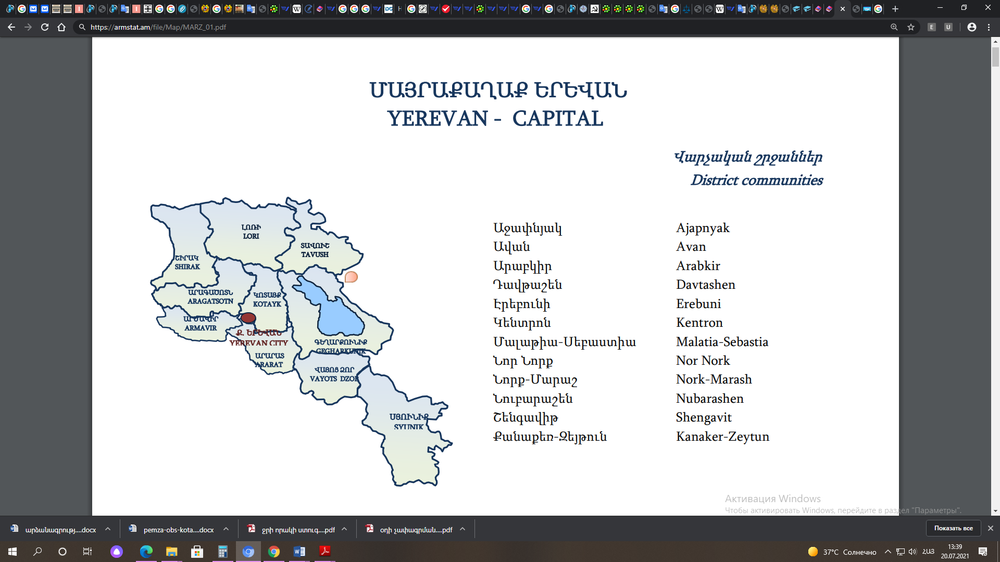 https://armstat.am/file/Map/MARZ_01.pdf
E
U
ՄԱՅՐԱՔԱՂԱՔ ԵՐԵՎԱՆ
YEREVAN - CAPITAL
Վարչական շրջաններ
District communities
ԼՈՌԻ
LORI
ՏԱՎՈՒՇ
TAVUSH
ՇԻՐԱԿ
SHIRAK
ԱՐԱԳԱԾՈՏՆ
ARAGATSOTN
ԿՈՏԱՅՔ
KOTAYK
ԱՐՄԱՎԻՐ
ARMAVIR
Ք. ԵՐԵՎԱՆ
YEREVAN CITY
ԳԵՂԱՐՔՈՒՆԻՔ
GEGHARKUNIK
ԱՐԱՐԱՏ
ARARAT
ՎԱՅՈՑ ՁՈՐ
VAYOTS DZOR
ՍՅՈՒՆԻՔ
SYUNIK
Աջափնյակ Ajapnyak
Ավան Avan
Արաբկիր Arabkir
Դավթաշեն Davtashen
Էրեբունի Erebuni
Կենտրոն Kentron
Մալաթիա-Սեբաստիա Malatia-Sebastia
Նոր Նորք Nor Nork
Նորք-Մարաշ Nork-Marash
Նուբարաշեն Nubarashen
Շենգավիթ Shengavit
Քանաքեռ-Զեյթուն Kanaker-Zeytun
Активация Windows
Чтобы активировать Windows, перейдите в раздел "Параметры".
արձանագրությ....docx
pemza-obs-kota....docx
ջրի որակի ստուգ....pdf
օդի չափագրման....pdf
Показать все
37°C Солнечно
ՀԱՅ
13:39
20.07.2021